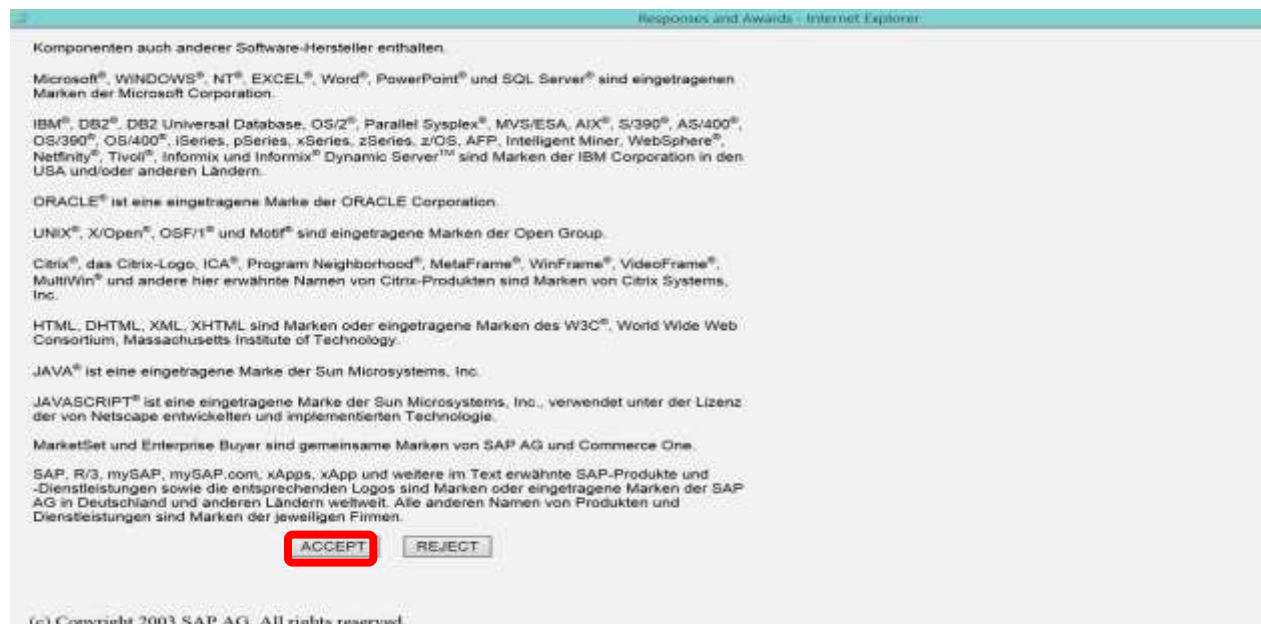 Responses and Awards - Internet Explorer
Komponenten auch anderer Software-Hersteller enthalten.
Microsoft®, WINDOWS®, NT®, EXCEL®, Word®, PowerPoint® und SQL Server® sind eingetragenen
Marken der Microsoft Corporation.
IBM®, DB2®, DB2 Universal Database, OS/2®, Parallel Sysplex®, MVS/ESA, AIX®, S/390®, AS/400®,
OS/390®, OS/400®, iSeries, pSeries, xSeries, zSeries, z/OS, AFP, Intelligent Miner, WebSphere®,
Netfinity®, Tivoli®, Informix und Informix® Dynamic Server™ sind Marken der IBM Corporation in den
USA und/oder anderen Ländern.
ORACLE® ist eine eingetragene Marke der ORACLE Corporation.
UNIX®, X/Open®, OSF/1® und Motif® sind eingetragene Marken der Open Group.
Citrix®, das Citrix-Logo, ICA®, Program Neighborhood®, MetaFrame®, WinFrame®, VideoFrame®,
MultiWin® und andere hier erwähnte Namen von Citrix-Produkten sind Marken von Citrix Systems,
Inc.
HTML, DHTML, XML, XHTML sind Marken oder eingetragene Marken des W3C®, World Wide Web
Consortium, Massachusetts Institute of Technology.
JAVA® ist eine eingetragene Marke der Sun Microsystems, Inc.
JAVASCRIPT® ist eine eingetragene Marke der Sun Microsystems, Inc., verwendet unter der Lizenz
der von Netscape entwickelten und implementierten Technologie.
MarketSet und Enterprise Buyer sind gemeinsame Marken von SAP AG und Commerce One.
SAP, R/3, mySAP, mySAP.com, xApps, xApp und weitere im Text erwähnte SAP-Produkte und
-Dienstleistungen sowie die entsprechenden Logos sind Marken oder eingetragene Marken der SAP
AG in Deutschland und anderen Ländern weltweit. Alle anderen Namen von Produkten und
Dienstleistungen sind Marken der jeweiligen Firmen.
ACCEPT REJECT
(c) Copyright 2003 SAP AG. All rights reserved.